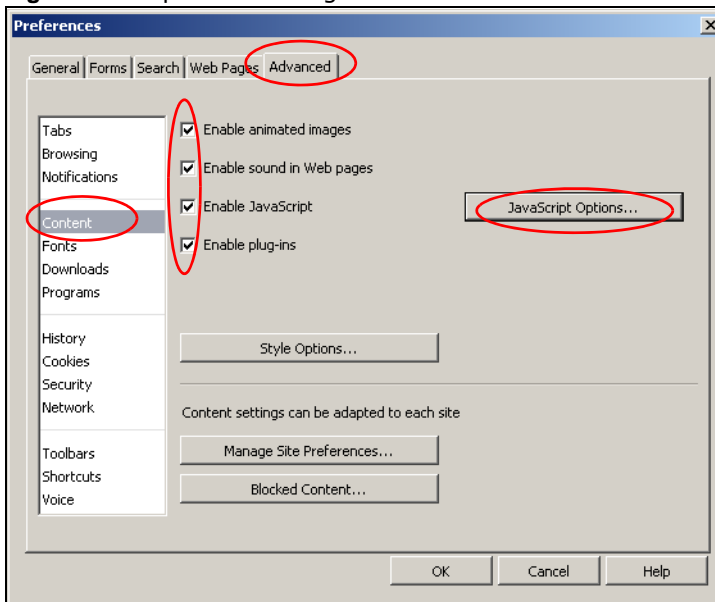 Preferences
General Forms Search Web Pages Advanced
Tabs
Browsing
Notifications
Content
Fonts
Downloads
Programs
History
Cookies
Security
Network
Toolbars
Shortcuts
Voice
Enable animated images
Enable sound in Web pages
Enable JavaScript
JavaScript Options...
Enable plug-ins
Style Options...
Content settings can be adapted to each site
Manage Site Preferences...
Blocked Content...
OK Cancel Help